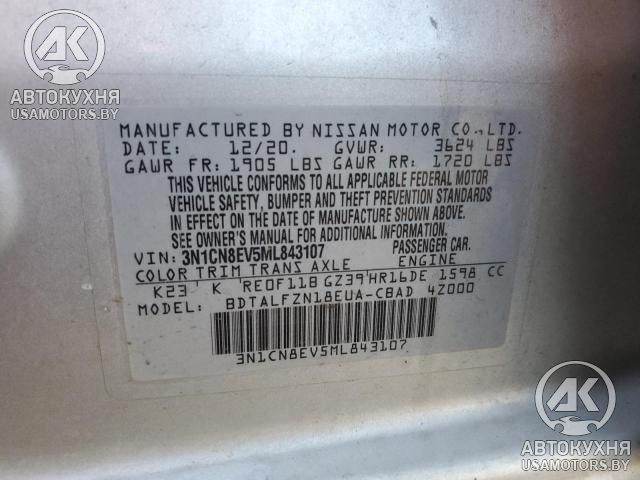 AK
АВТОКУХНЯ
USAMOTORS.BY
MANUFACTURED BY NISSAN MOTOR CO.,LTD.
DATE: 12/20. GVWR: 3624 LBS
GAWR FR: 1905 LBS GAWR RR: 1720 LBS
THIS VEHICLE CONFORMS TO ALL APPLICABLE FEDERAL MOTOR
VEHICLE SAFETY, BUMPER AND THEFT PREVENTION STANDARDS
IN EFFECT ON THE DATE OF MANUFACTURE SHOWN ABOVE.
SEE OWNER'S MANUAL FOR ADDITIONAL INFORMATION.
VIN: 3N1CN8EV5ML843107 PASSENGER CAR
COLOR TRIM TRANS AXLE ENGINE
K23 K RE0F11B GZ39 HR16DE 1598 CC
MODEL: BDTALFZN18EUA-CBAD 4Z000
3N1CN8EV5ML843107
AK
АВТОКУХНЯ
USAMOTORS.BY